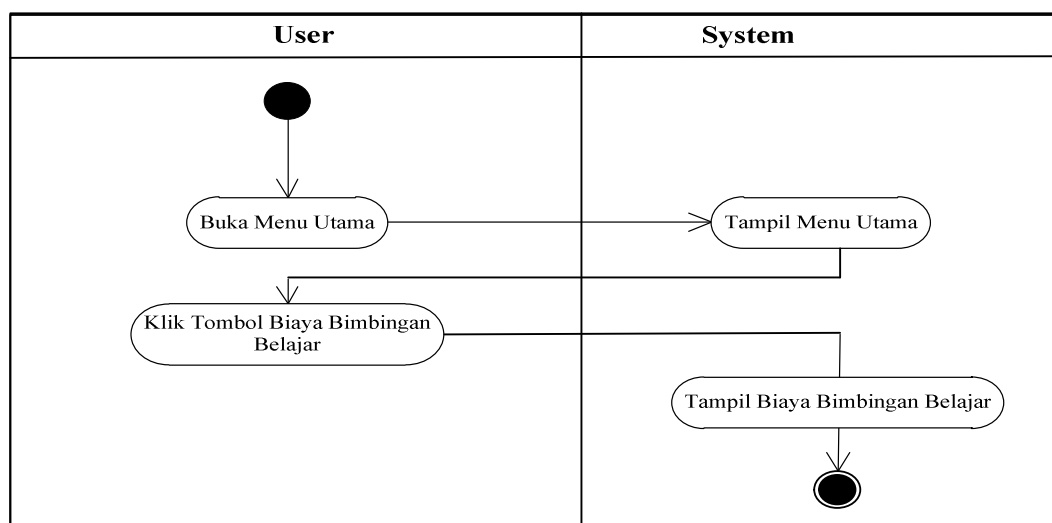 User
System
Buka Menu Utama
Tampil Menu Utama
Klik Tombol Biaya Bimbingan
Belajar
Tampil Biaya Bimbingan Belajar